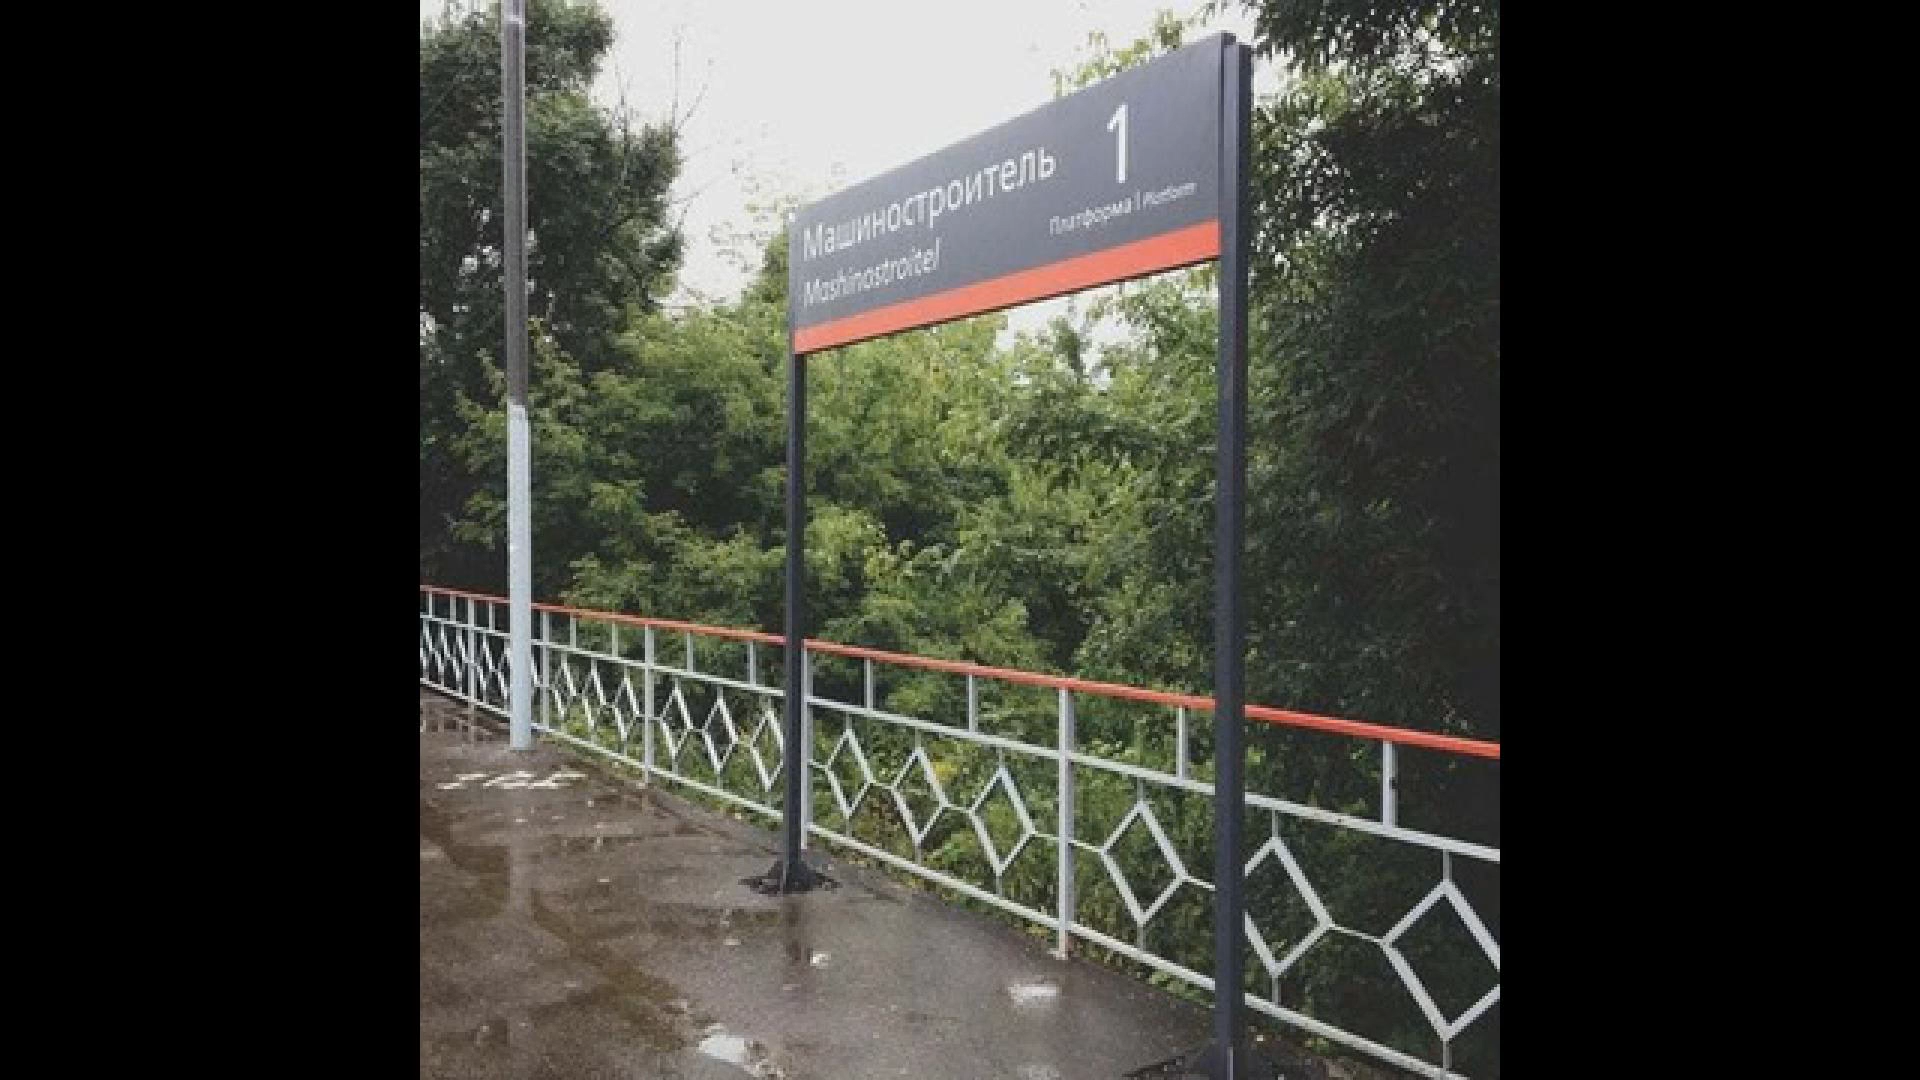 Машиностроитель
Mashinostroitel
1
Платформа | Platform